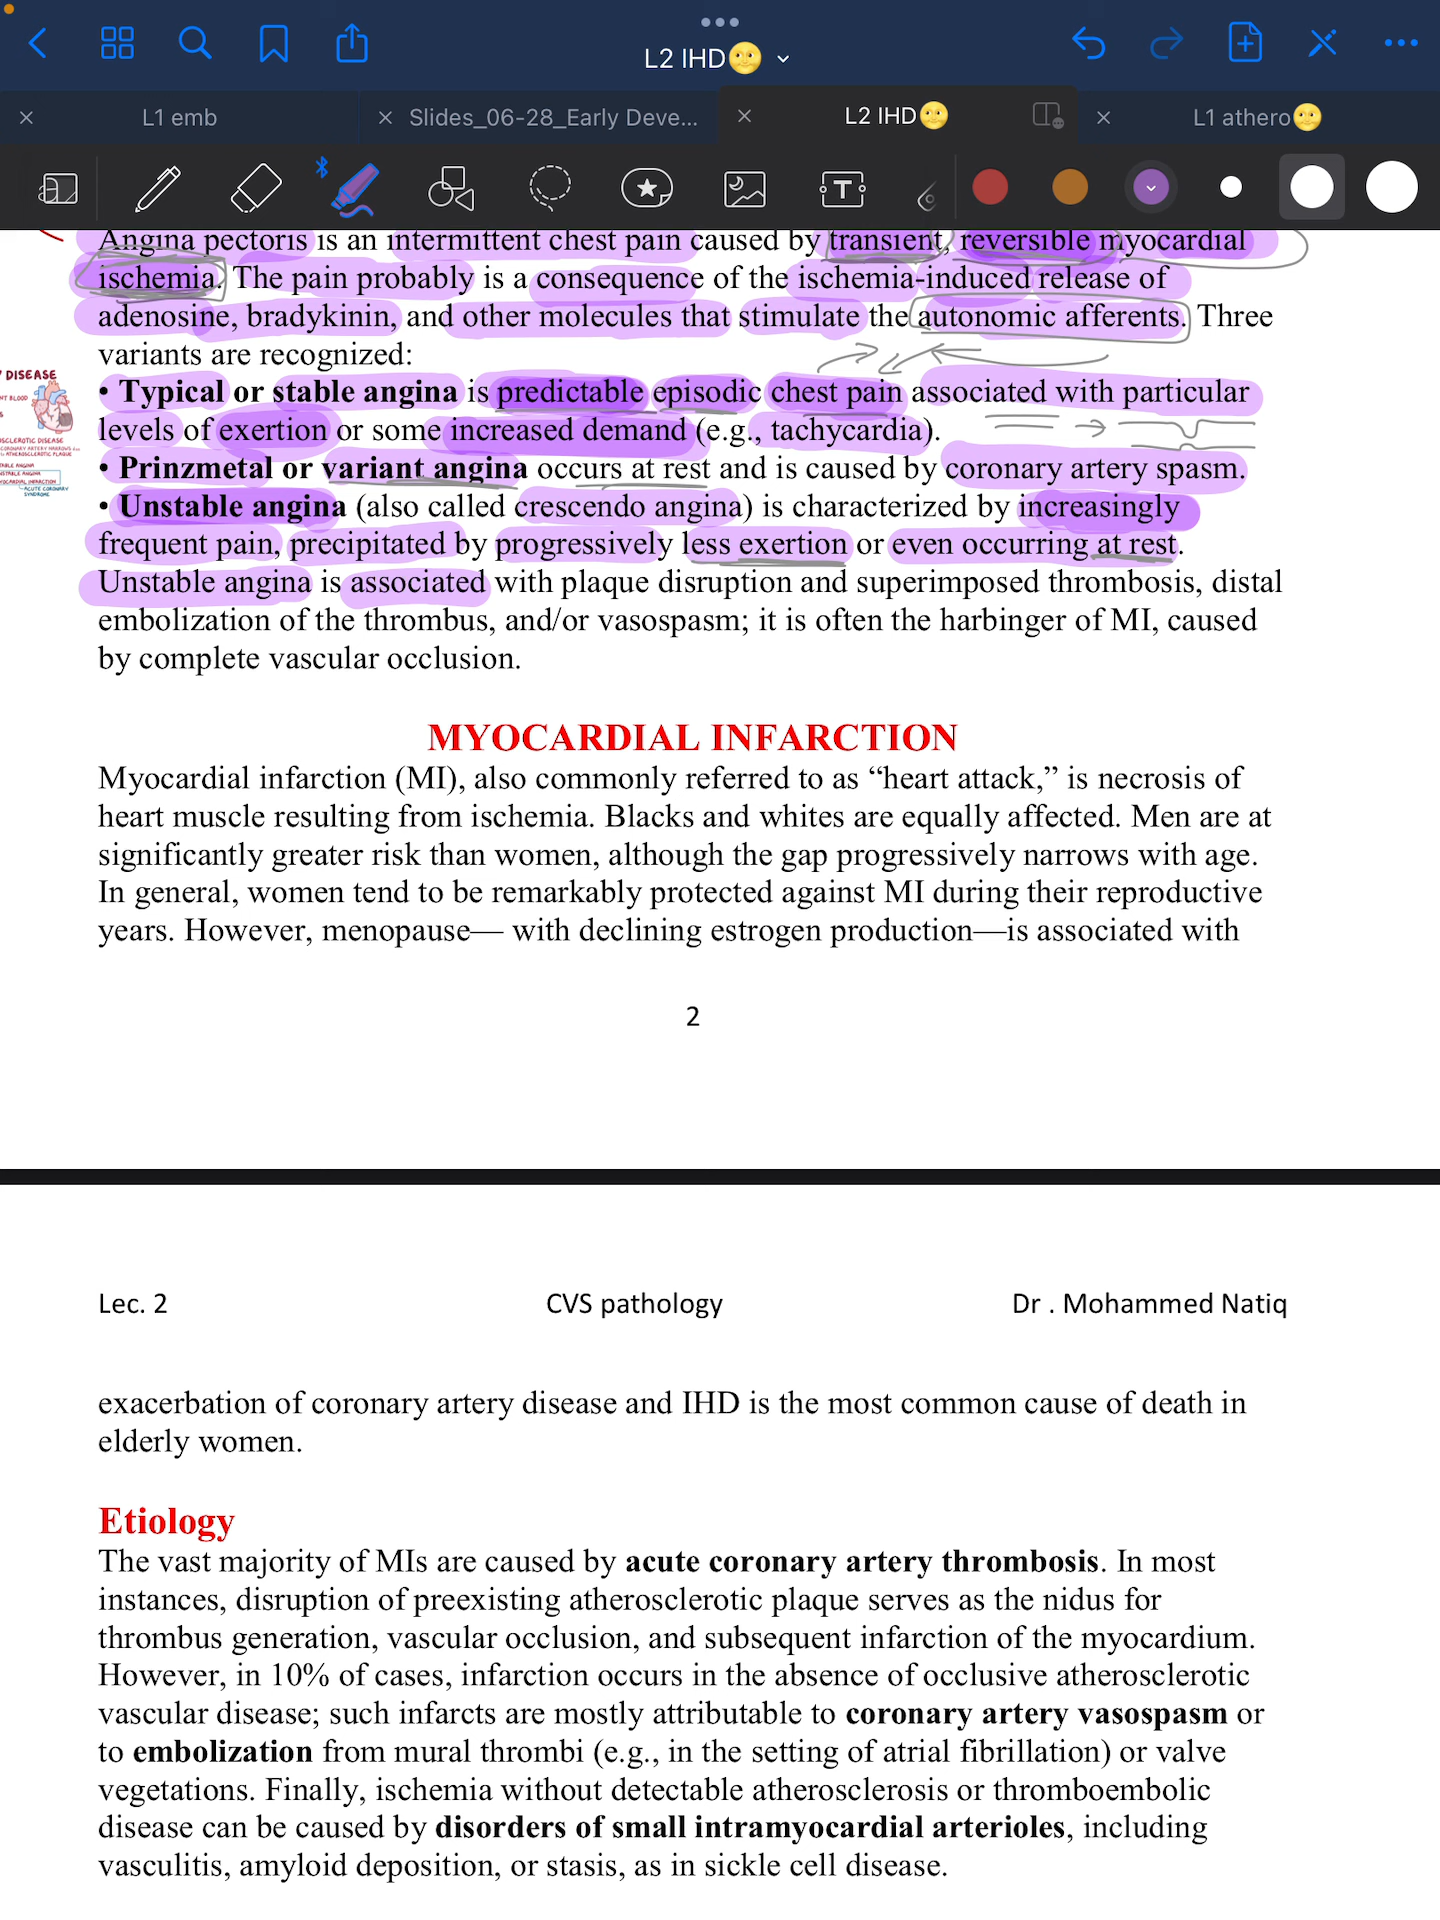 L2 IHD🌝
L1 emb
Slides_06-28_Early Deve...
L2 IHD🌝
L1 athero🌝
Angina pectoris is an intermittent chest pain caused by transient, reversible myocardial
ischemia. The pain probably is a consequence of the ischemia-induced release of
adenosine, bradykinin, and other molecules that stimulate the autonomic afferents. Three
variants are recognized:
• Typical or stable angina is predictable episodic chest pain associated with particular
levels of exertion or some increased demand (e.g., tachycardia).
• Prinzmetal or variant angina occurs at rest and is caused by coronary artery spasm.
• Unstable angina (also called crescendo angina) is characterized by increasingly
frequent pain, precipitated by progressively less exertion or even occurring at rest.
Unstable angina is associated with plaque disruption and superimposed thrombosis, distal
embolization of the thrombus, and/or vasospasm; it is often the harbinger of MI, caused
by complete vascular occlusion.
DISEASE
MYOCARDIAL INFARCTION
Myocardial infarction (MI), also commonly referred to as “heart attack,” is necrosis of
heart muscle resulting from ischemia. Blacks and whites are equally affected. Men are at
significantly greater risk than women, although the gap progressively narrows with age.
In general, women tend to be remarkably protected against MI during their reproductive
years. However, menopause— with declining estrogen production—is associated with
2
Lec. 2 CVS pathology Dr . Mohammed Natiq
exacerbation of coronary artery disease and IHD is the most common cause of death in
elderly women.
Etiology
The vast majority of MIs are caused by acute coronary artery thrombosis. In most
instances, disruption of preexisting atherosclerotic plaque serves as the nidus for
thrombus generation, vascular occlusion, and subsequent infarction of the myocardium.
However, in 10% of cases, infarction occurs in the absence of occlusive atherosclerotic
vascular disease; such infarcts are mostly attributable to coronary artery vasospasm or
to embolization from mural thrombi (e.g., in the setting of atrial fibrillation) or valve
vegetations. Finally, ischemia without detectable atherosclerosis or thromboembolic
disease can be caused by disorders of small intramyocardial arterioles, including
vasculitis, amyloid deposition, or stasis, as in sickle cell disease.